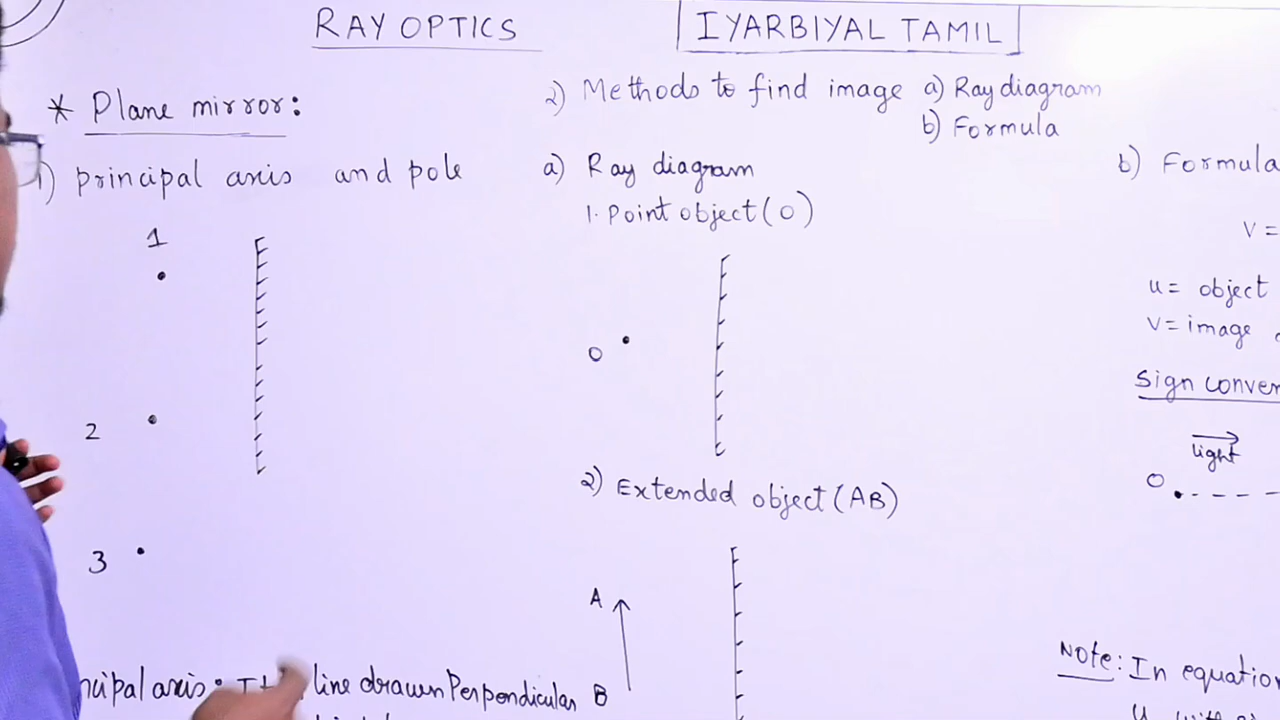 RAY OPTICS
IYARBIYAL TAMIL
* Plane mirror:
1) principal axis and pole
1
2
3
principal axis: line drawn Perpendicular
2) Methods to find image a) Ray diagram
b) Formula
a) Ray diagram
1. Point object (O)
O
2) Extended object (AB)
A
B
b) Formula
V =
u = object
V = image
Sign conven
light
O
Note: In equation